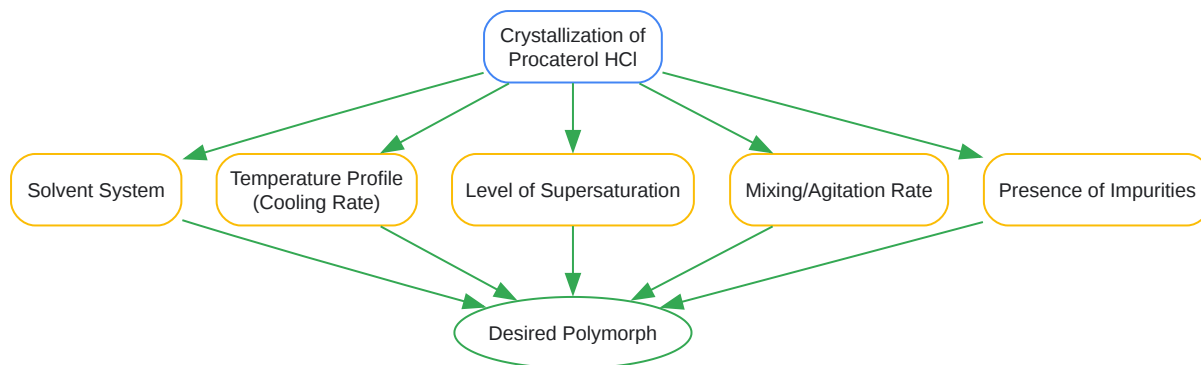 Crystallization of
Procaterol HCl
Solvent System
Temperature Profile
(Cooling Rate)
Level of Supersaturation
Mixing/Agitation Rate
Presence of Impurities
Desired Polymorph